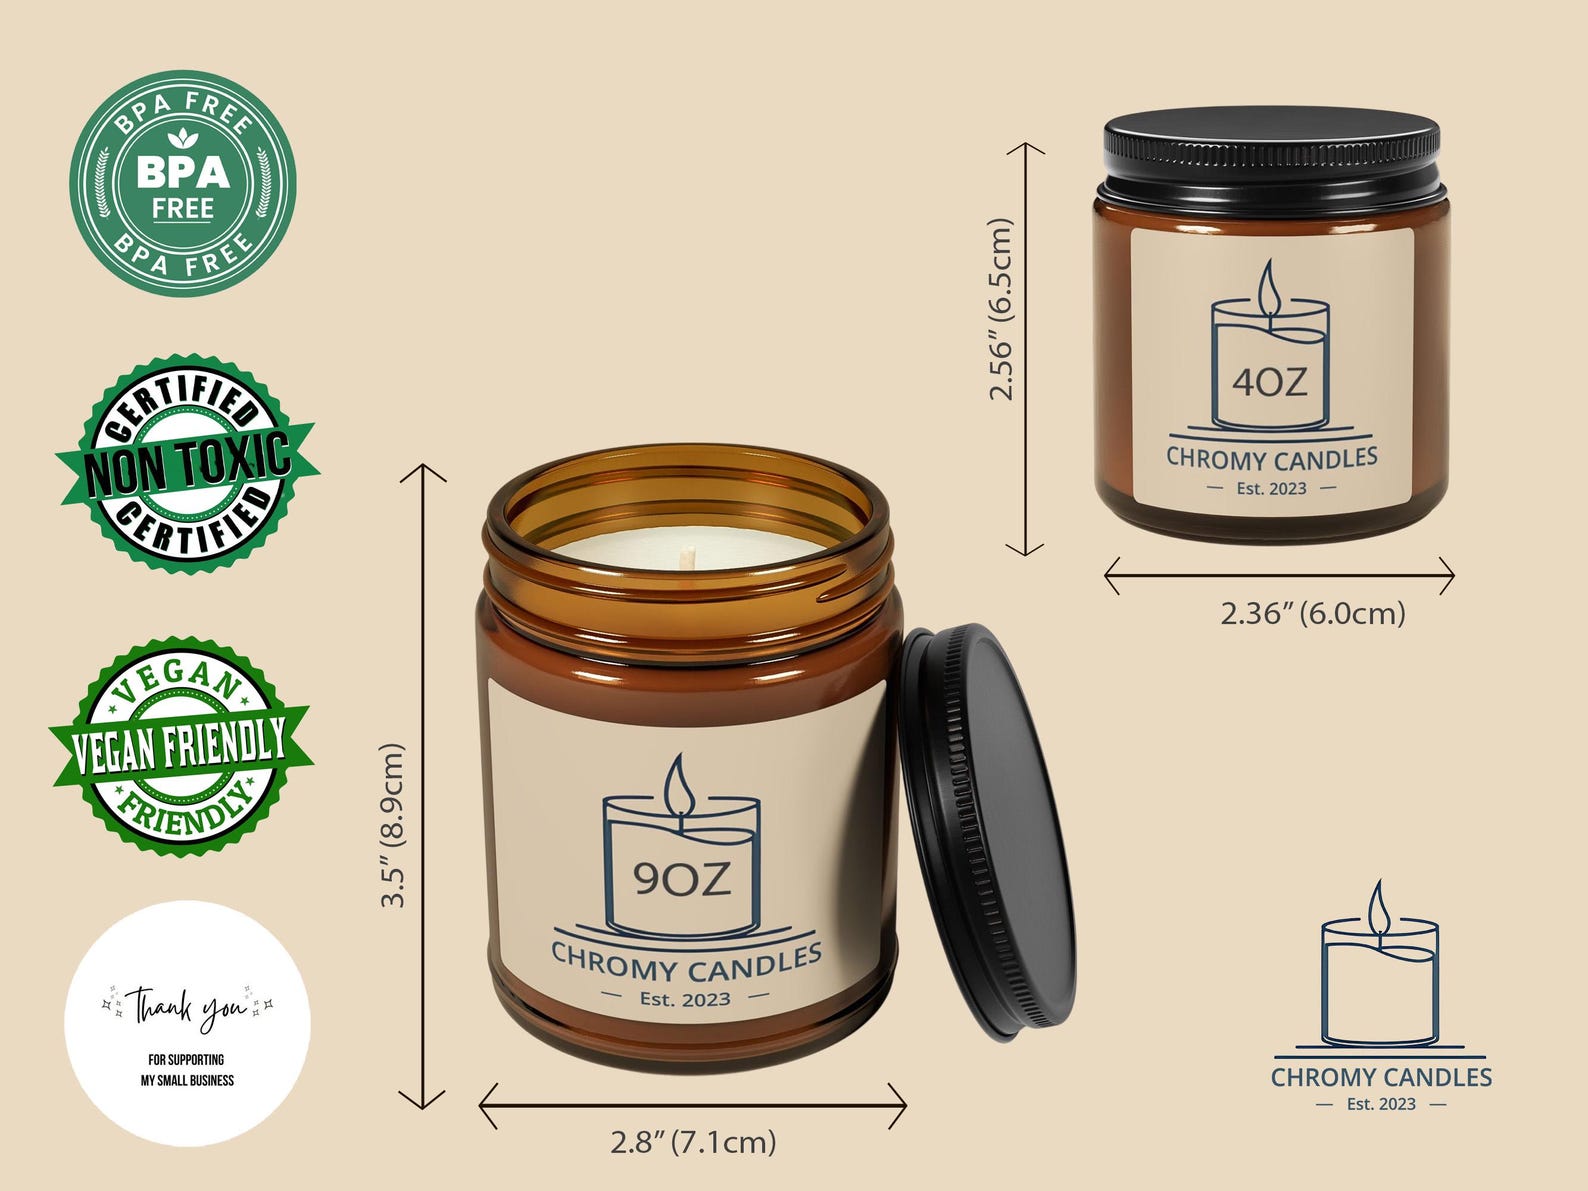 BPA FREE
BPA
FREE
BPA FREE
CERTIFIED
NON TOXIC
CERTIFIED
VEGAN
VEGAN FRIENDLY
FRIENDLY
Thank you
FOR SUPPORTING
MY SMALL BUSINESS
3.5” (8.9cm)
9OZ
CHROMY CANDLES
Est. 2023
2.8” (7.1cm)
2.56” (6.5cm)
4OZ
CHROMY CANDLES
Est. 2023
2.36” (6.0cm)
CHROMY CANDLES
Est. 2023